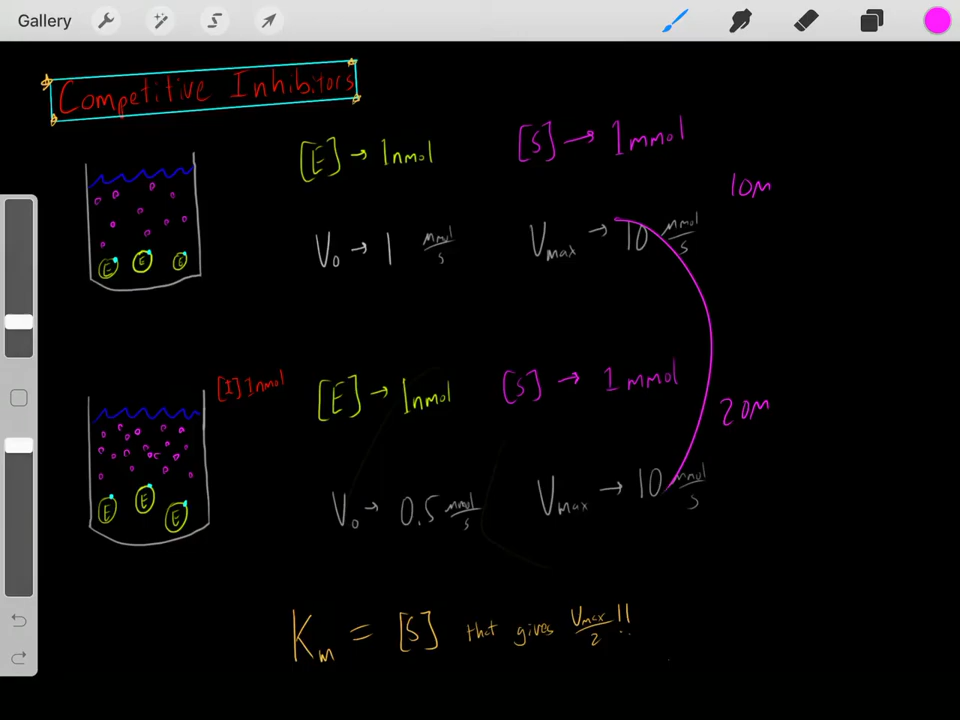 Gallery
Competitive Inhibitors
[E] → 1nmol
[S] → 1mmol
10M
V₀ → 1 mmol/s
Vmax → 10 mmol/s
E E E
[I] 1nmol
[E] → 1nmol
[S] → 1mmol
20M
E E E
V₀ → 0.5 mmol/s
Vmax → 10 mmol/s
Km = [S] that gives Vmax/2 !!